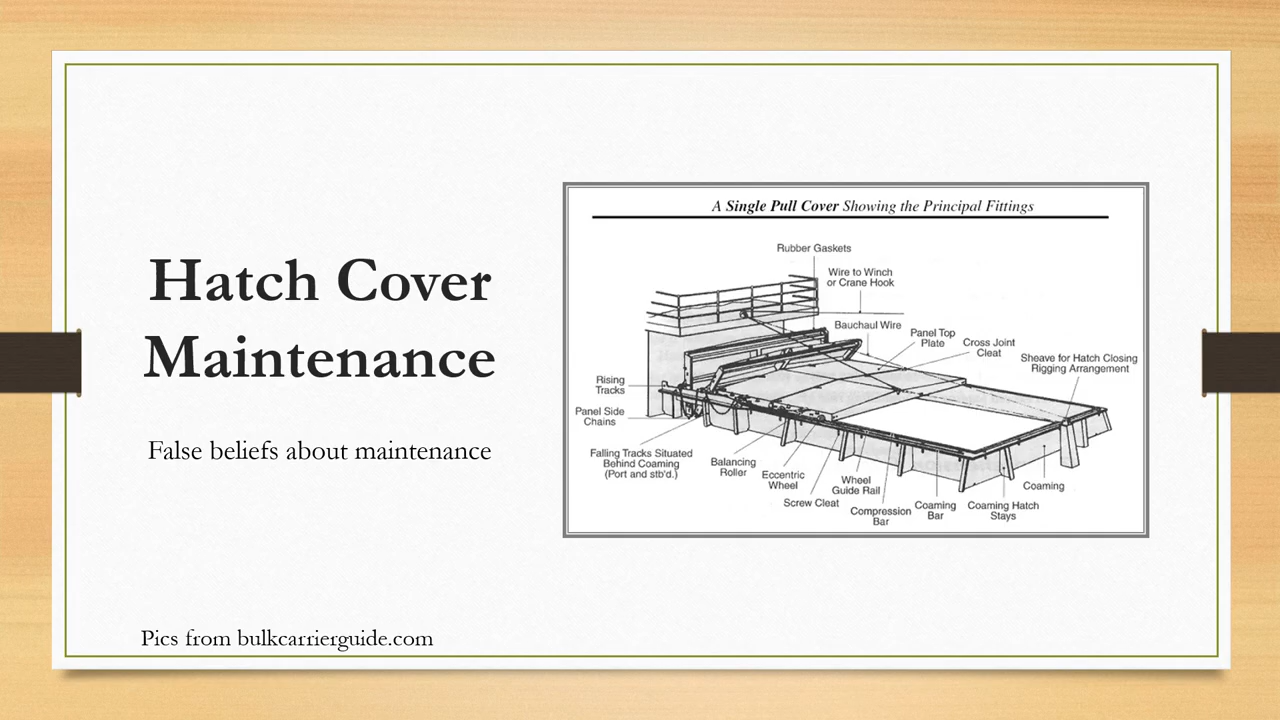 Hatch Cover
Maintenance
False beliefs about maintenance
Pics from bulkcarrierguide.com
A Single Pull Cover Showing the Principal Fittings
Rubber Gaskets
Wire to Winch
or Crane Hook
Bauchaul Wire
Panel Top
Plate
Cross Joint
Cleat
Sheave for Hatch Closing
Rigging Arrangement
Rising
Tracks
Panel Side
Chains
Falling Tracks Situated
Behind Coaming
(Port and stb'd.)
Balancing
Roller
Eccentric
Wheel
Screw Cleat
Wheel
Guide Rail
Compression
Bar
Coaming
Bar
Coaming Hatch
Stays
Coaming